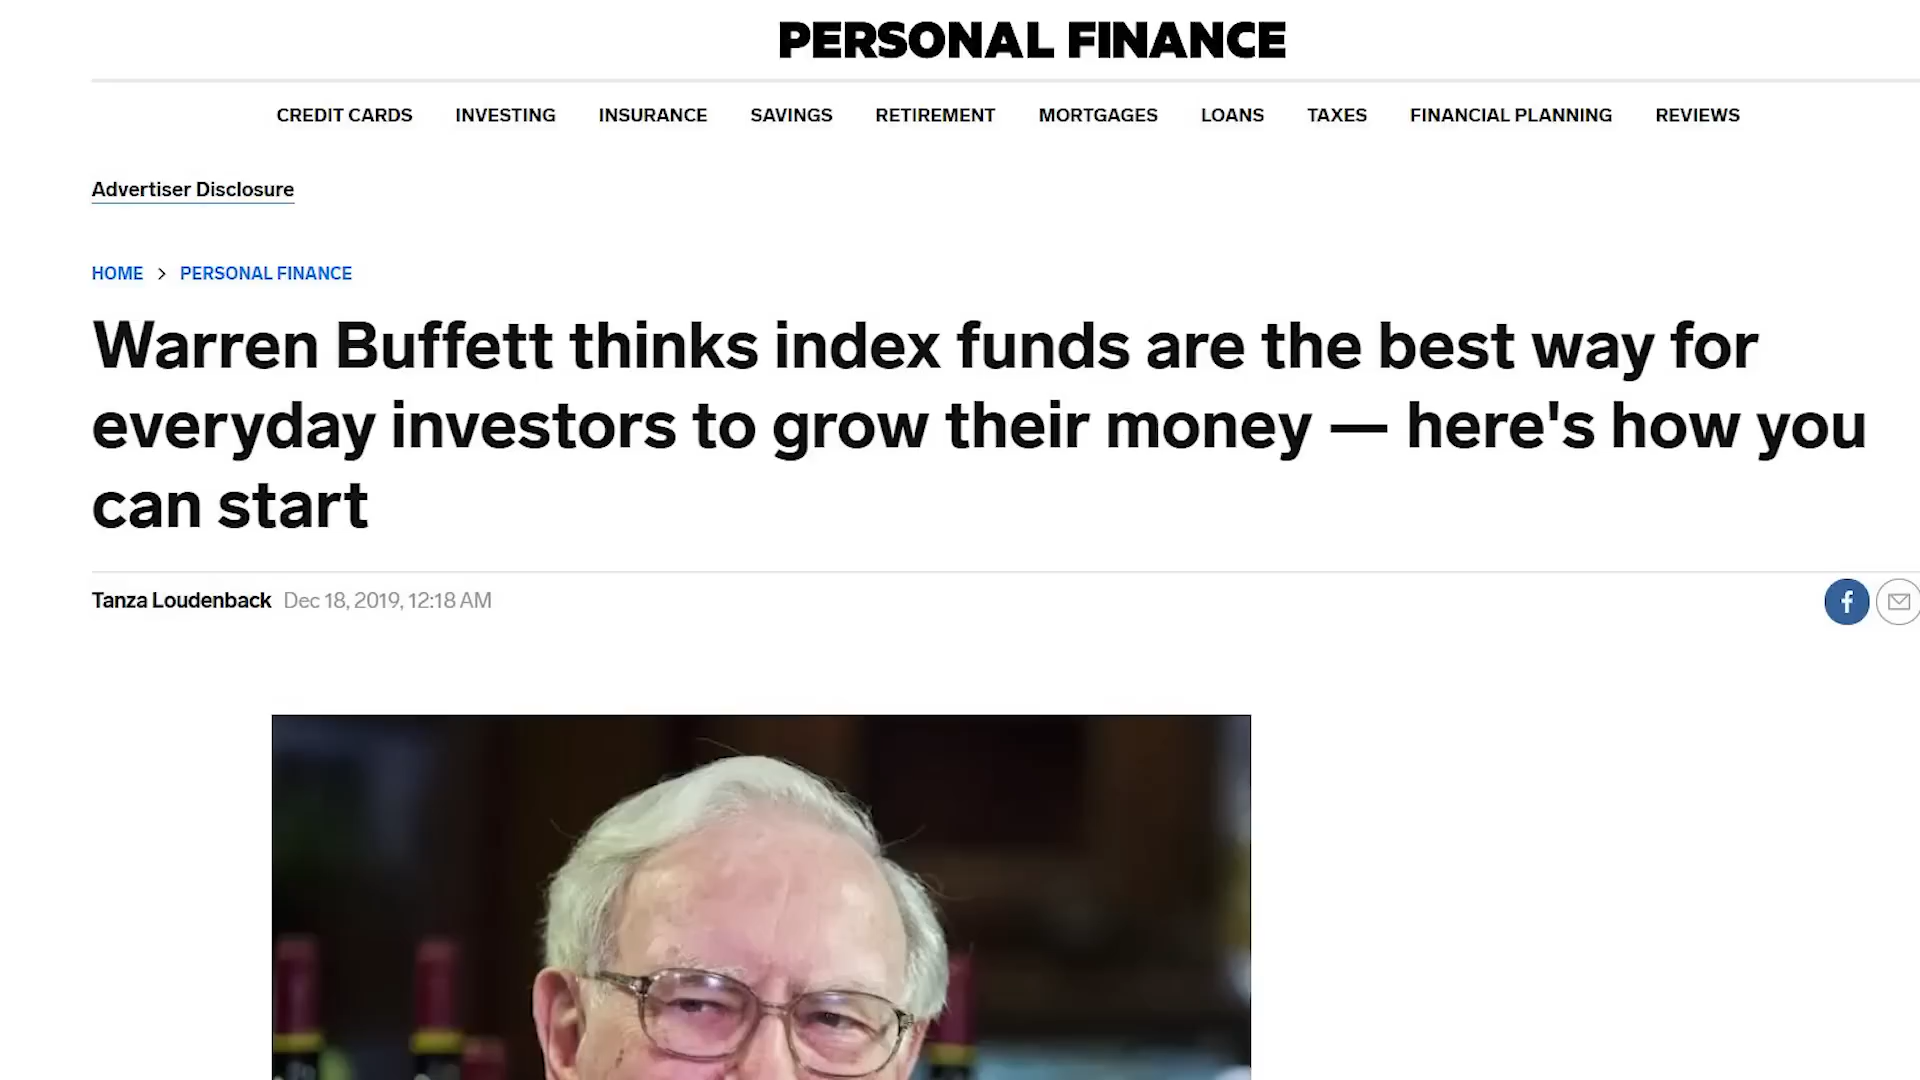 PERSONAL FINANCE
CREDIT CARDS INVESTING INSURANCE SAVINGS RETIREMENT MORTGAGES LOANS TAXES FINANCIAL PLANNING REVIEWS
Advertiser Disclosure
HOME > PERSONAL FINANCE
Warren Buffett thinks index funds are the best way for
everyday investors to grow their money — here's how you
can start
Tanza Loudenback Dec 18, 2019, 12:18 AM